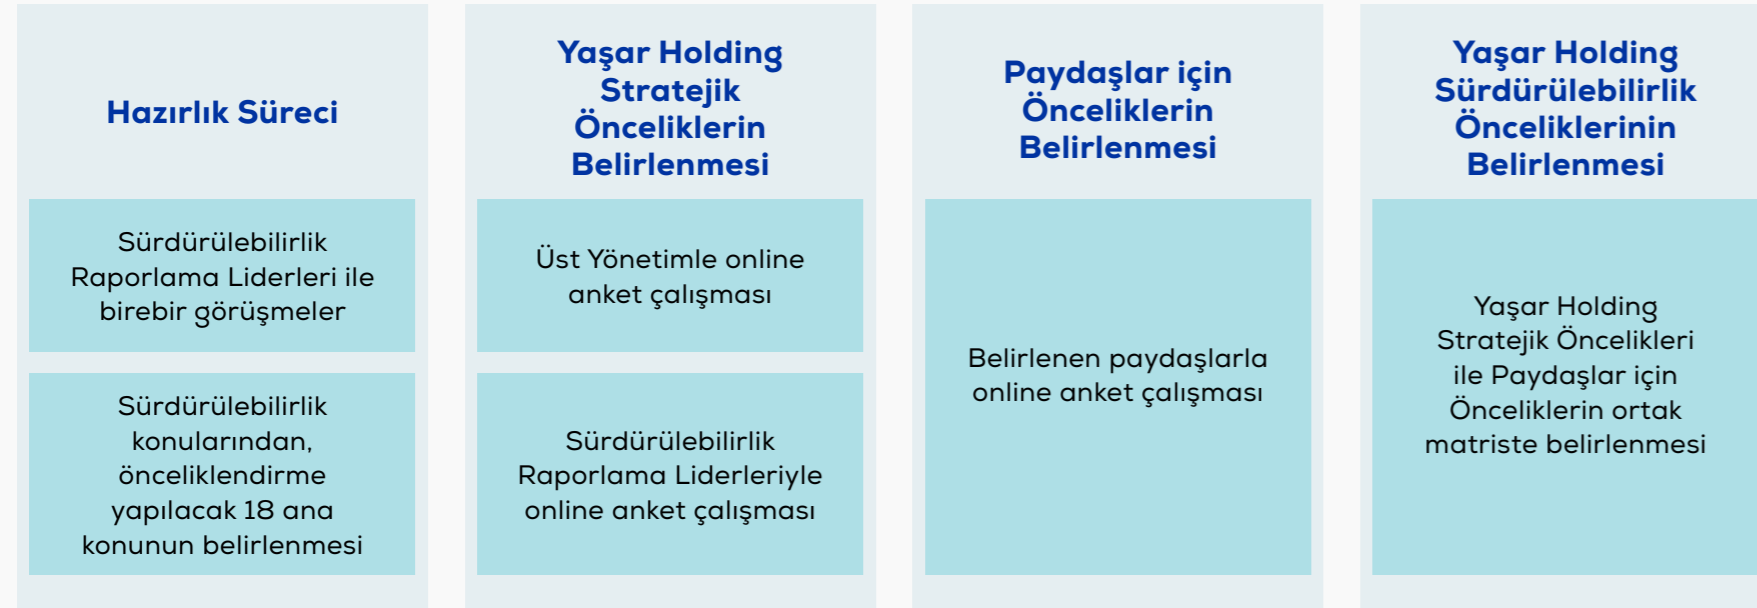 Hazırlık Süreci
Sürdürülebilirlik
Raporlama Liderleri ile
birebir görüşmeler
Sürdürülebilirlik
konularından,
önceliklendirme
yapılacak 18 ana
konunun belirlenmesi
Yaşar Holding
Stratejik
Önceliklerin
Belirlenmesi
Üst Yönetimle online
anket çalışması
Sürdürülebilirlik
Raporlama Liderleriyle
online anket çalışması
Paydaşlar için
Önceliklerin
Belirlenmesi
Belirlenen paydaşlarla
online anket çalışması
Yaşar Holding
Sürdürülebilirlik
Önceliklerinin
Belirlenmesi
Yaşar Holding
Stratejik Öncelikleri
ile Paydaşlar için
Önceliklerin ortak
matriste belirlenmesi